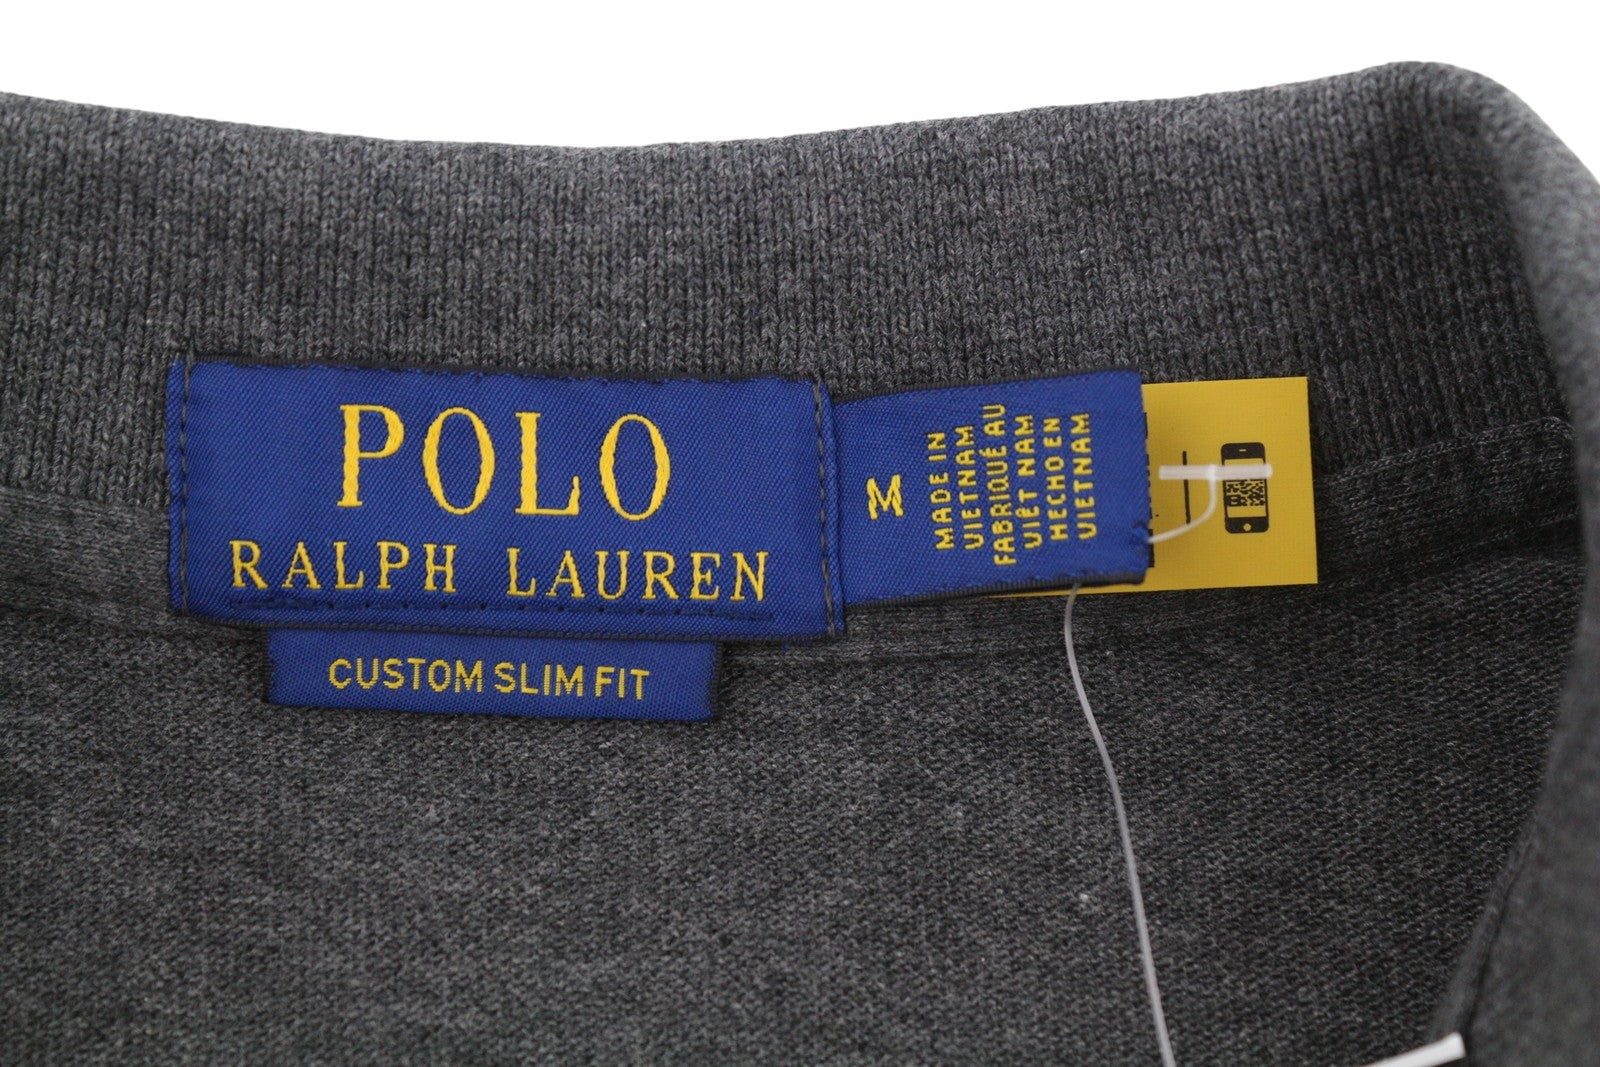 POLO
RALPH LAUREN
CUSTOM SLIM FIT
M
MADE IN
VIETNAM
FABRIQUÉ AU
VIÊT NAM
HECHO EN
VIETNAM